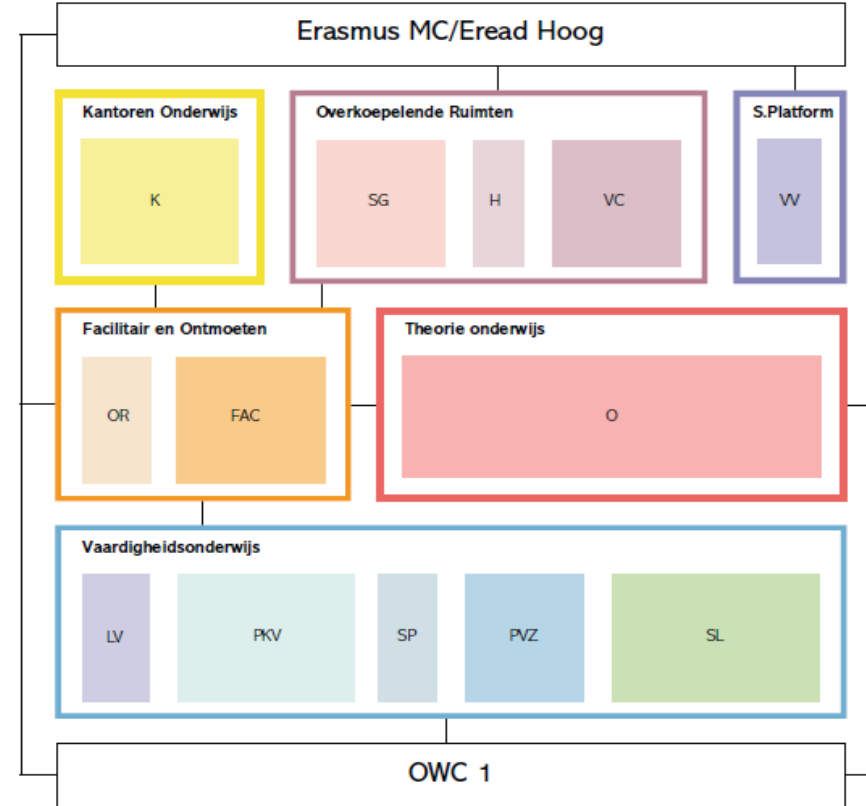 Erasmus MC/Eread Hoog
Kantoren Onderwijs
Overkoepelende Ruimten
S.Platform
K
SG
H
VC
VV
Facilitair en Ontmoeten
Theorie onderwijs
OR
FAC
O
Vaardigheidsonderwijs
LV
PKV
SP
PVZ
SL
OWC 1